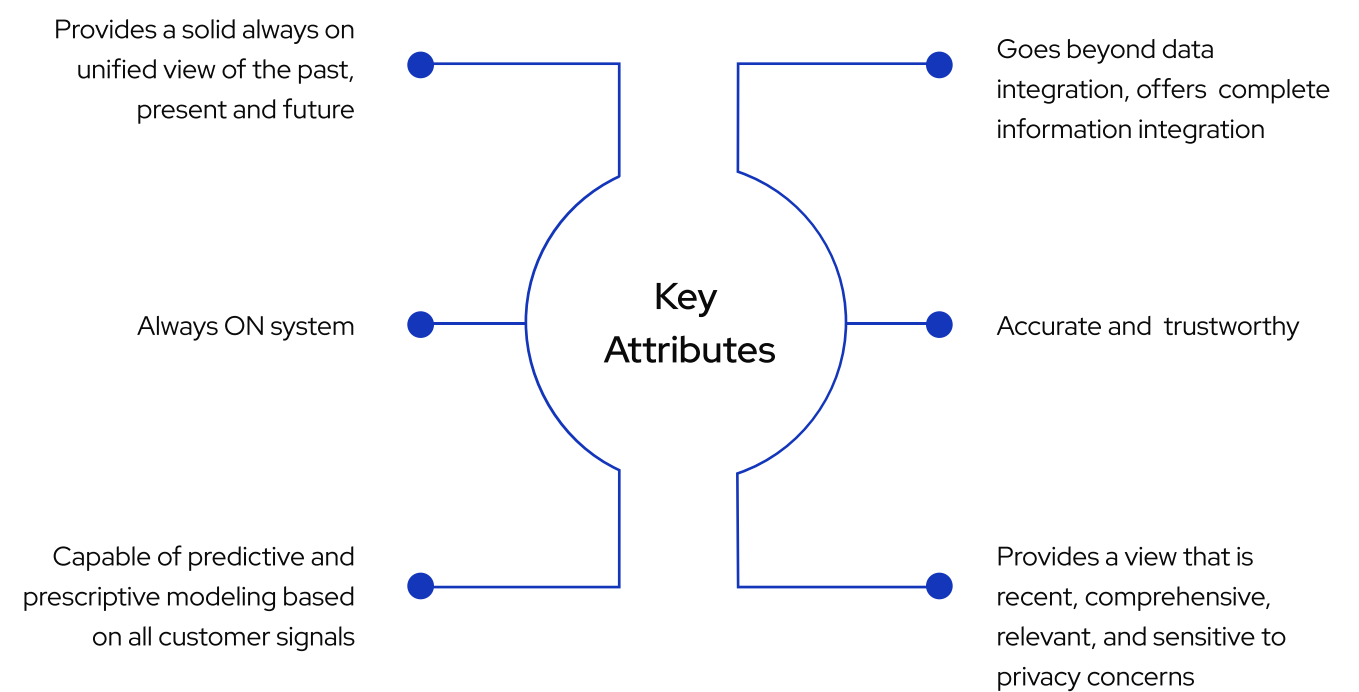 Provides a solid always on
unified view of the past,
present and future
Goes beyond data
integration, offers  complete
information integration
Key
Attributes
Always ON system
Accurate and  trustworthy
Capable of predictive and
prescriptive modeling based
on all customer signals
Provides a view that is
recent, comprehensive,
relevant, and sensitive to
privacy concerns